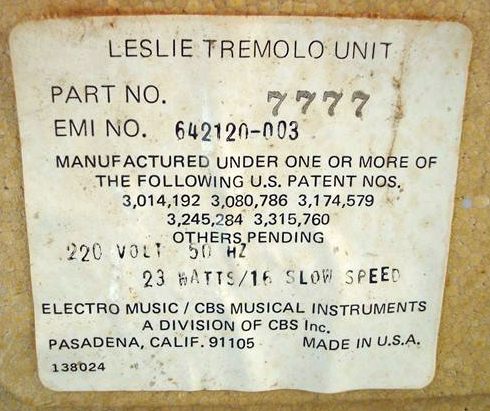 LESLIE TREMOLO UNIT
PART NO. 7777
EMI NO. 642120-003
MANUFACTURED UNDER ONE OR MORE OF
THE FOLLOWING U.S. PATENT NOS.
3,014,192 3,080,786 3,174,579
3,245,284 3,315,760
OTHERS PENDING
220 VOLT 50 HZ
23 WATTS/16 SLOW SPEED
ELECTRO MUSIC / CBS MUSICAL INSTRUMENTS
A DIVISION OF CBS Inc.
PASADENA, CALIF. 91105 MADE IN U.S.A.
138024